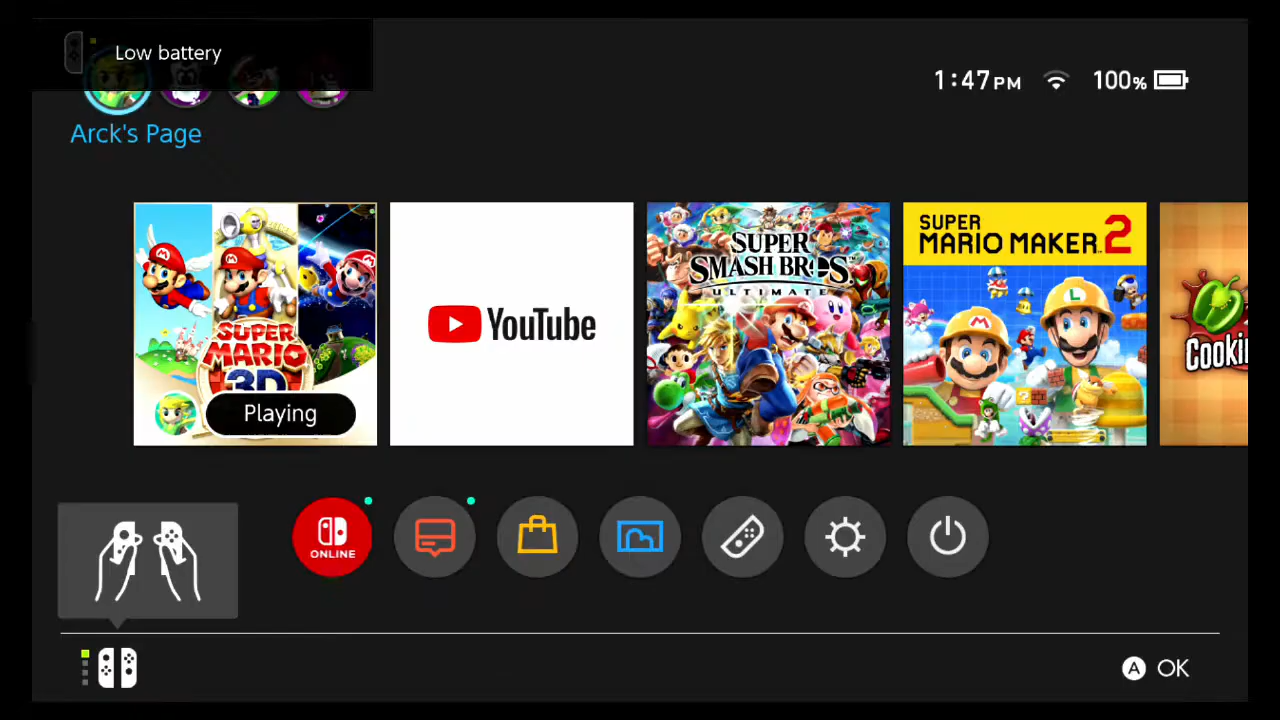 Low battery
1:47PM
100%
Arck's Page
SUPER
MARIO
3D
Playing
YouTube
SUPER
SMASH BROS.
ULTIMATE
SUPER
MARIO MAKER 2
ONLINE
A OK